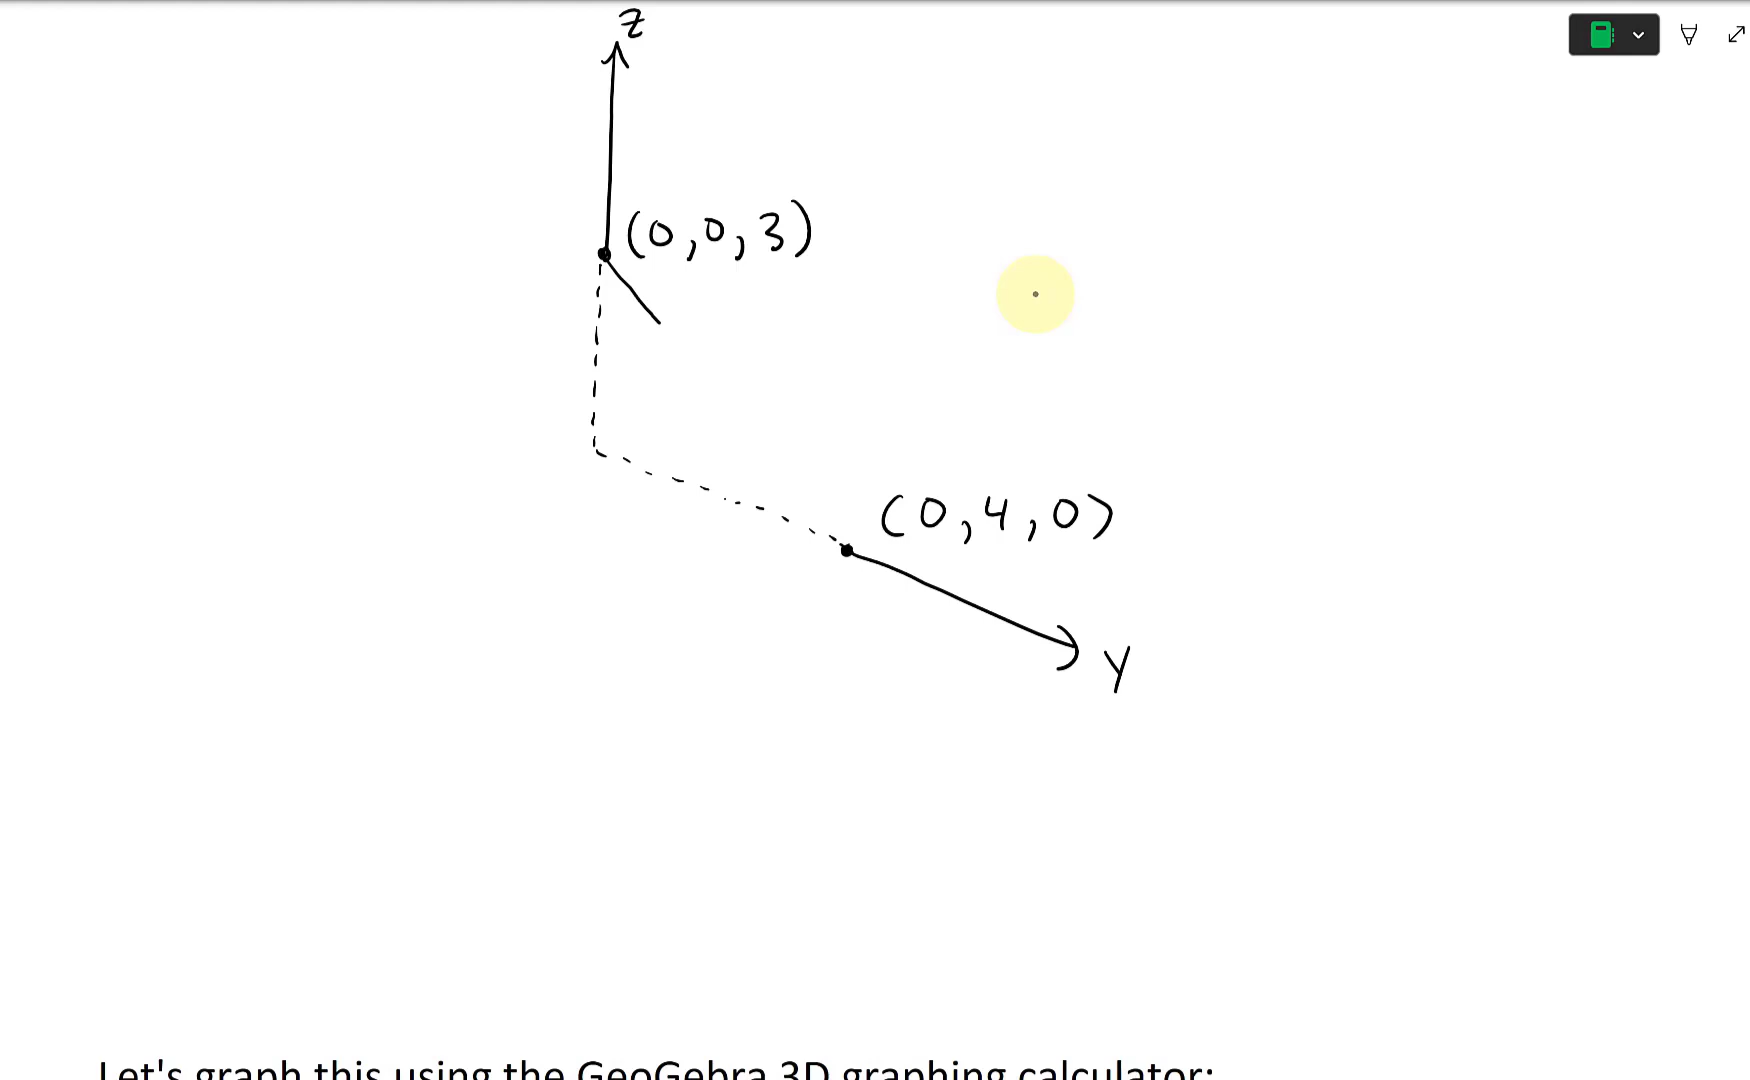 z
(0,0,3)
(0,4,0)
y
Let's graph this using the GeoGebra 3D graphing calculator: